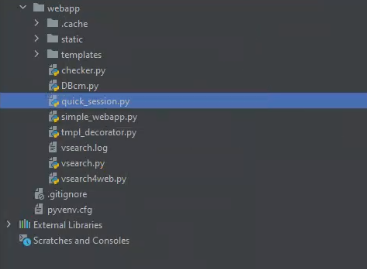 webapp
.cache
static
templates
checker.py
DBcm.py
quick_session.py
simple_webapp.py
tmpl_decorator.py
vsearch.log
vsearch.py
vsearch4web.py
.gitignore
pyvenv.cfg
External Libraries
Scratches and Consoles